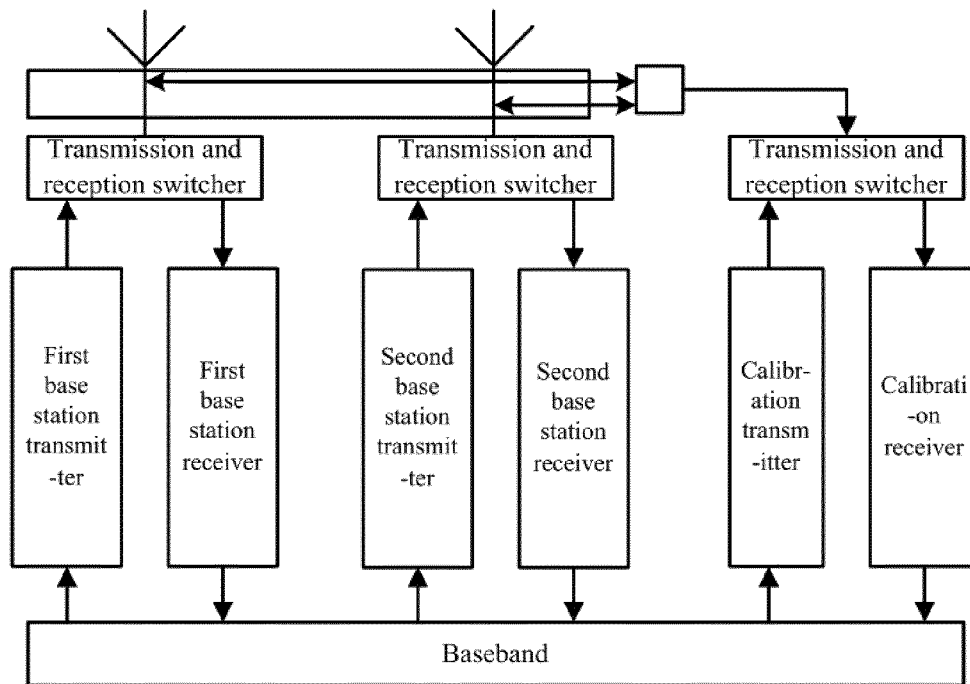 Transmission and
reception switcher
Transmission and
reception switcher
Transmission and
reception switcher
First
base
station
transmit
-ter
First
base
station
receiver
Second
base
station
transmit
-ter
Second
base
station
receiver
Calibr-
ation
transm
-itter
Calibrati
-on
receiver
Baseband